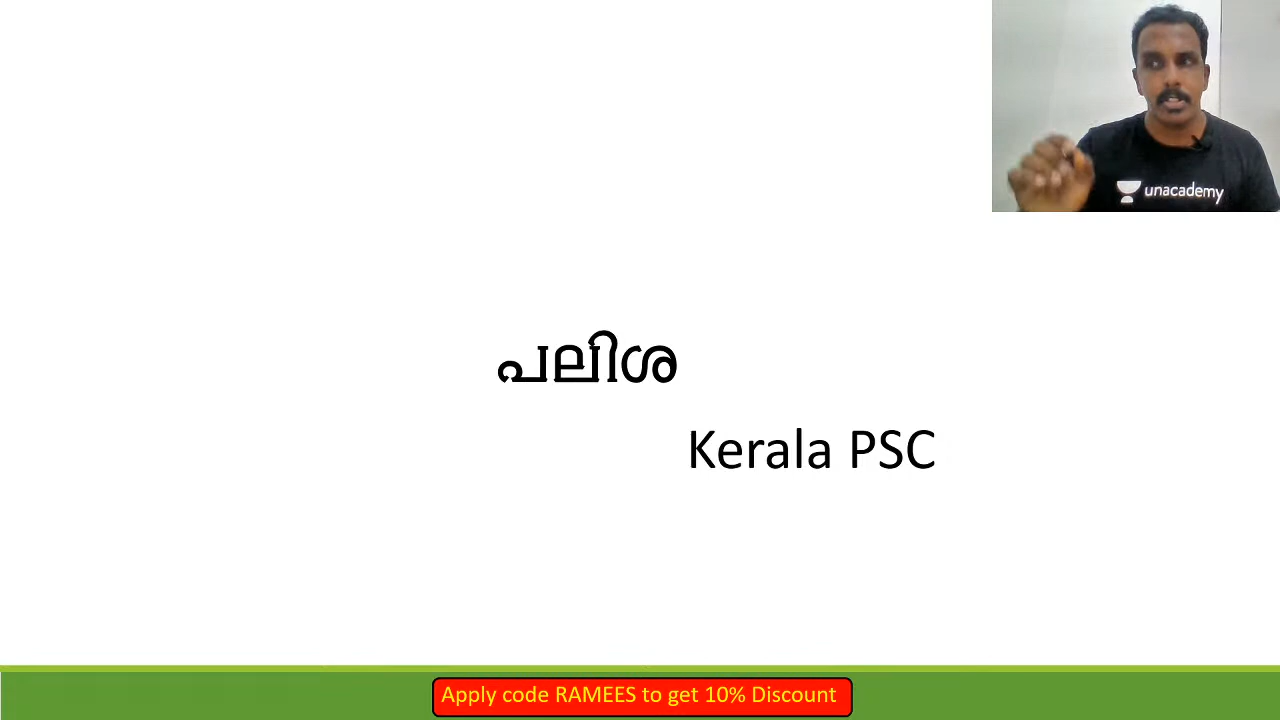 unacademy
പലിശ
Kerala PSC
Apply code RAMEES to get 10% Discount